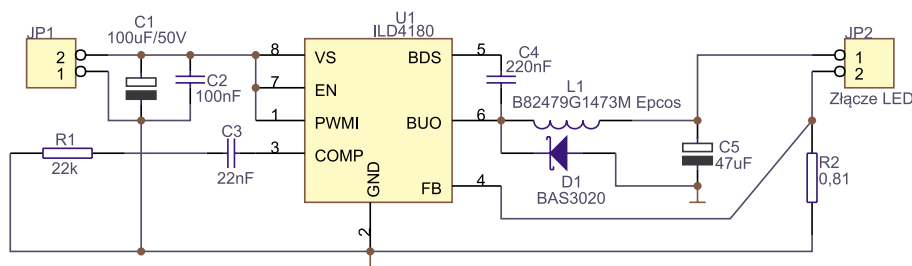 JP1
2
1
C1
100uF/50V
C2
100nF
R1
22k
C3
22nF
U1
ILD4180
8
7
1
3
VS
EN
PWMI
COMP
GND
2
BDS
BUO
FB
5
6
4
C4
220nF
L1
B82479G1473M Epcos
D1
BAS3020
C5
47uF
JP2
1
2
Złącze LED
R2
0,81